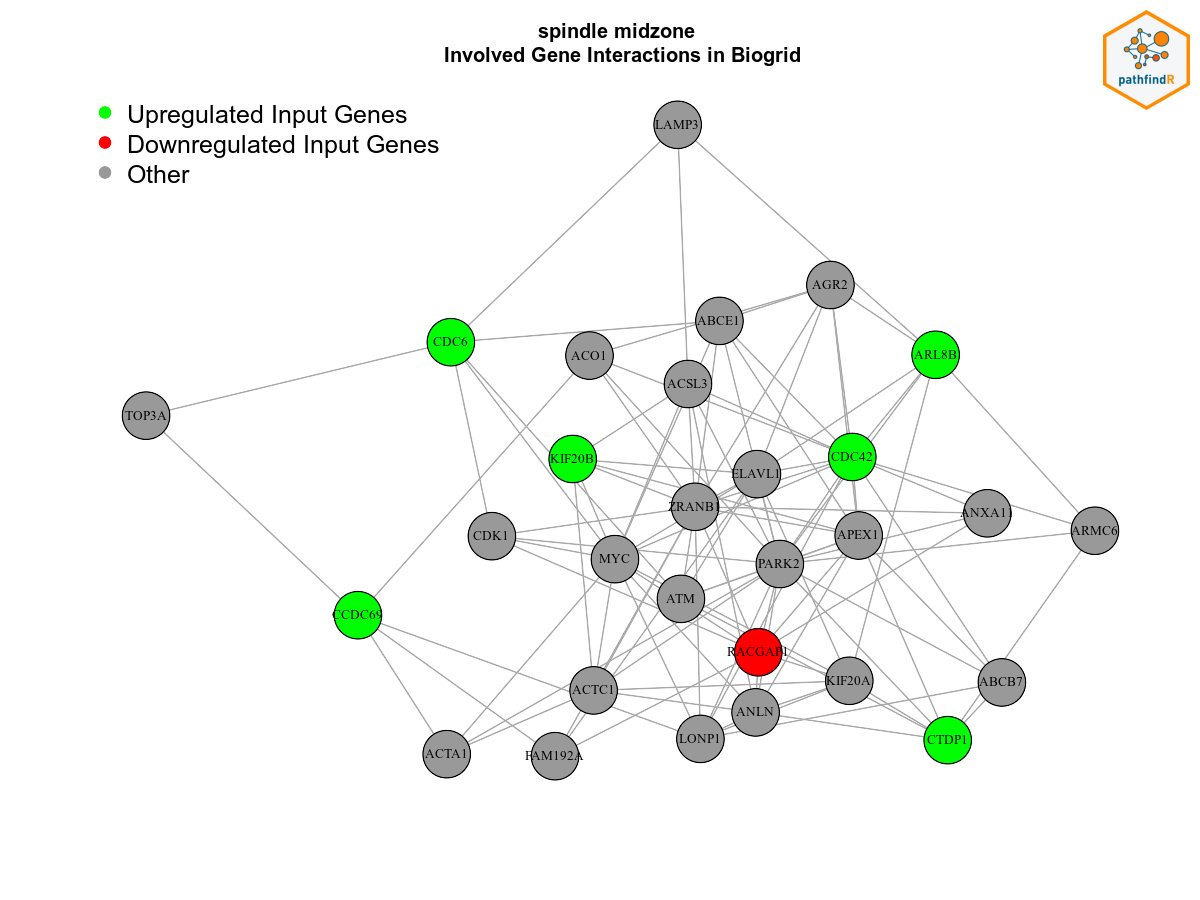 spindle midzone
Involved Gene Interactions in Biogrid
pathfindR
Upregulated Input Genes
Downregulated Input Genes
Other
LAMP3
AGR2
ABCE1
CDC6
ACO1
ARL8B
ACSL3
TOP3A
KIF20B
CDC42
ELAVL1
ZRANB1
ANXA11
ARMC6
CDK1
APEX1
MYC
PARK2
ATM
CCDC69
RACGAP1
KIF20A
ABCB7
ACTC1
ANLN
LONP1
CTDP1
ACTA1
FAM192A